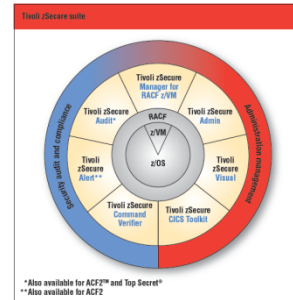 Tivoli zSecure suite
Security audit and compliance
Administration management
Tivoli zSecure
Manager for
RACF z/VM
Tivoli zSecure
Audit*
Tivoli zSecure
Admin
Tivoli
zSecure
Alert**
Tivoli
zSecure
Visual
Tivoli
zSecure
Command
Verifier
Tivoli
zSecure
CICS Toolkit
RACF
z/VM
z/OS
*Also available for ACF2™ and Top Secret®
**Also available for ACF2